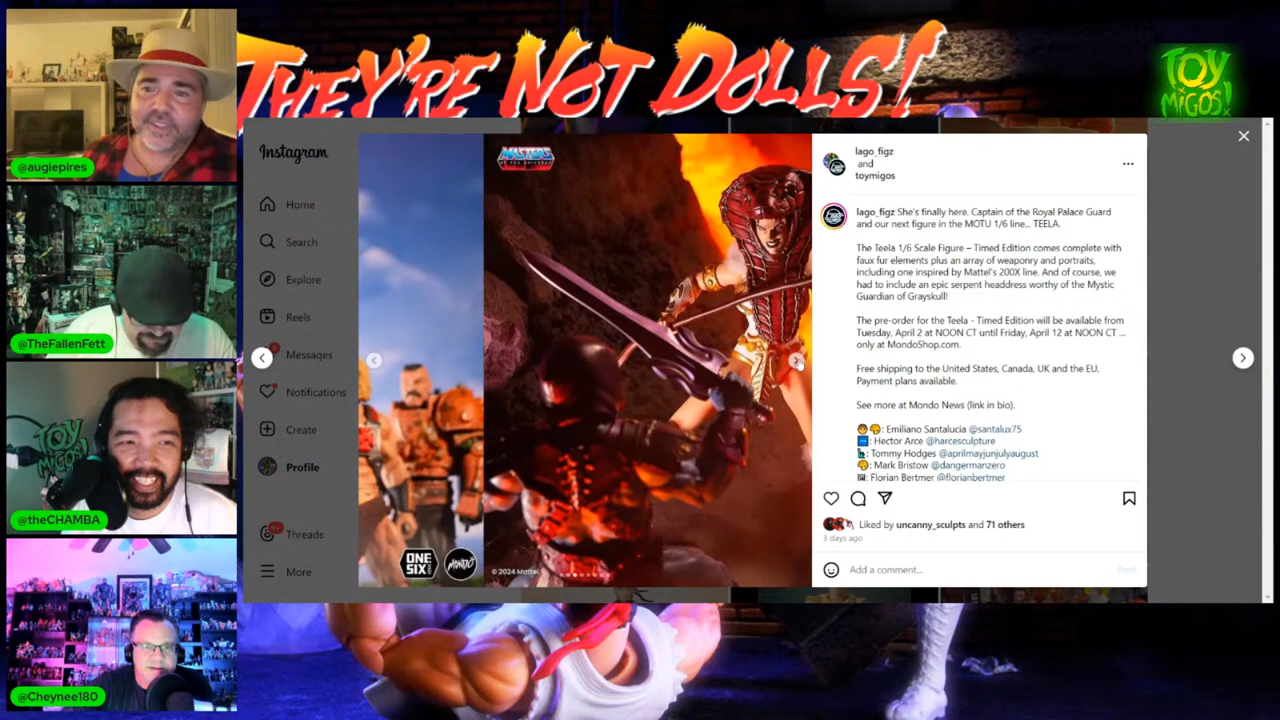 THEY'RE NOT DOLLS!
TOY
MIGOS!
@augiepires
@TheFallenFett
TOY
MIGOS
@theCHAMBA
@Cheynee180
Instagram
Home
Search
Explore
Reels
Messages
Notifications
Create
Profile
Threads
More
MASTERS
OF THE UNIVERSE
ONE
SIX
MONDO
© 2024 Mattel.
lago_figz
and
toymigos
lago_figz She's finally here. Captain of the Royal Palace Guard
and our next figure in the MOTU 1/6 line... TEELA.
The Teela 1/6 Scale Figure – Timed Edition comes complete with
faux fur elements plus an array of weaponry and portraits,
including one inspired by Mattel's 200X line. And of course, we
had to include an epic serpent headdress worthy of the Mystic
Guardian of Grayskull!
The pre-order for the Teela - Timed Edition will be available from
Tuesday, April 2 at NOON CT until Friday, April 12 at NOON CT ...
only at MondoShop.com.
Free shipping to the United States, Canada, UK and the EU.
Payment plans available.
See more at Mondo News (link in bio).
: Emiliano Santalucia @santalux75
: Hector Arce @harcesculpture
: Tommy Hodges @aprilmayjunjulyaugust
: Mark Bristow @dangermanzero
: Florian Bertmer @florianbertmer
Liked by uncanny_sculpts and 71 others
3 days ago
Add a comment...
Post